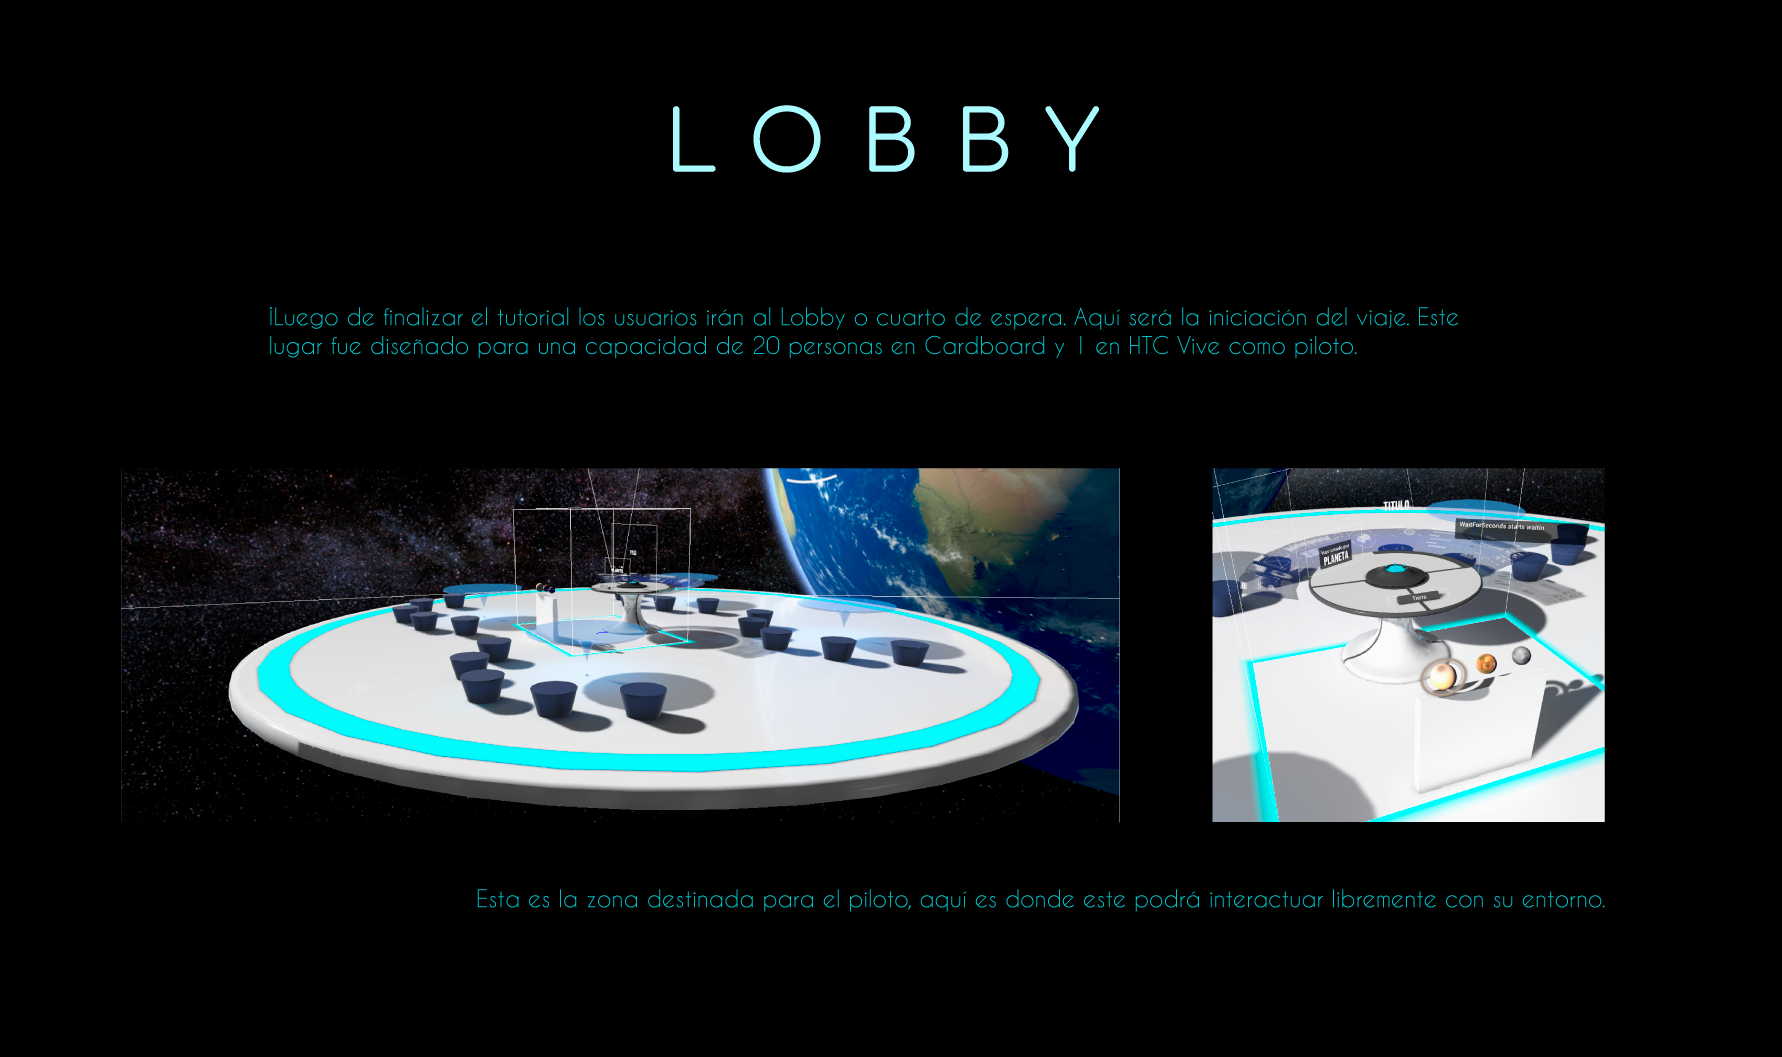 LOBBY
¡Luego de finalizar el tutorial los usuarios irán al Lobby o cuarto de espera. Aquí será la iniciación del viaje. Este
lugar fue diseñado para una capacidad de 20 personas en Cardboard y 1 en HTC Vive como piloto.
PLANETA
TITULO
WaitForSeconds starts waitin
PLANETA
Tierra
Esta es la zona destinada para el piloto, aquí es donde este podrá interactuar libremente con su entorno.